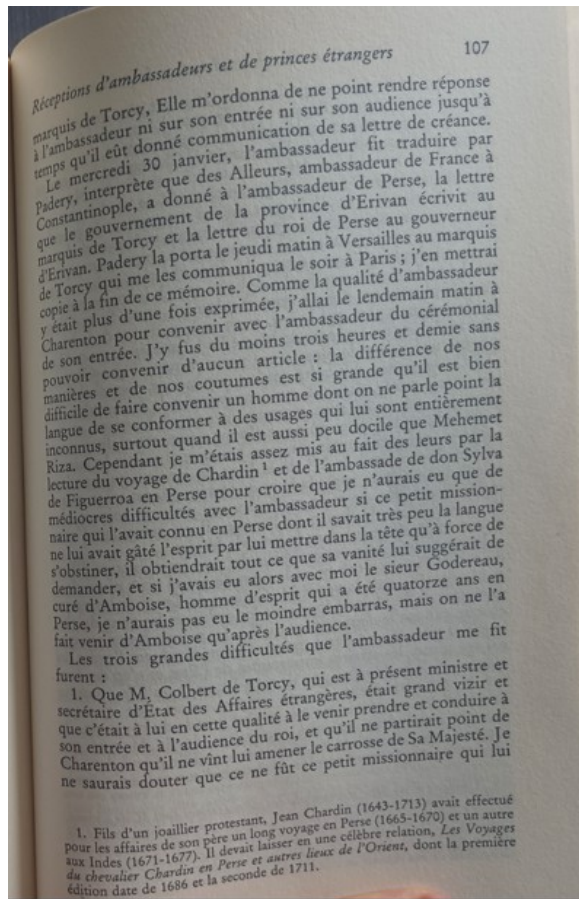 Réceptions d'ambassadeurs et de princes étrangers 107
marquis de Torcy, Elle m'ordonna de ne point rendre réponse
à l'ambassadeur ni sur son entrée ni sur son audience jusqu'à
temps qu'il eût donné communication de sa lettre de créance.
Le mercredi 30 janvier, l'ambassadeur fit traduire par
Padery, interprète que des Alleurs, ambassadeur de France à
Constantinople, a donné à l'ambassadeur de Perse, la lettre
que le gouvernement de la province d'Erivan écrivit au
marquis de Torcy et la lettre du roi de Perse au gouverneur
d'Erivan. Padery la porta le jeudi matin à Versailles au marquis
de Torcy qui me les communiqua le soir à Paris ; j'en mettrai
copie à la fin de ce mémoire. Comme la qualité d'ambassadeur
y était plus d'une fois exprimée, j'allai le lendemain matin à
Charenton pour convenir avec l'ambassadeur du cérémonial
de son entrée. J'y fus du moins trois heures et demie sans
pouvoir convenir d'aucun article : la différence de nos
manières et de nos coutumes est si grande qu'il est bien
difficile de faire convenir un homme dont on ne parle point la
langue de se conformer à des usages qui lui sont entièrement
inconnus, surtout quand il est aussi peu docile que Mehemet
Riza. Cependant je m'étais assez mis au fait des leurs par la
lecture du voyage de Chardin 1 et de l'ambassade de don Sylva
de Figuerroa en Perse pour croire que je n'aurais eu que de
médiocres difficultés avec l'ambassadeur si ce petit mission-
naire qui l'avait connu en Perse dont il savait très peu la langue
ne lui avait gâté l'esprit par lui mettre dans la tête qu'à force de
s'obstiner, il obtiendrait tout ce que sa vanité lui suggérait de
demander, et si j'avais eu alors avec moi le sieur Godereau,
curé d'Amboise, homme d'esprit qui a été quatorze ans en
Perse, je n'aurais pas eu le moindre embarras, mais on ne l'a
fait venir d'Amboise qu'après l'audience.
Les trois grandes difficultés que l'ambassadeur me fit
furent :
1. Que M. Colbert de Torcy, qui est à présent ministre et
secrétaire d'État des Affaires étrangères, était grand vizir et
que c'était à lui en cette qualité à le venir prendre et conduire à
son entrée et à l'audience du roi, et qu'il ne partirait point de
Charenton qu'il ne vînt lui amener le carrosse de Sa Majesté. Je
ne saurais douter que ce ne fût ce petit missionnaire qui lui
1. Fils d'un joaillier protestant, Jean Chardin (1643-1713) avait effectué
pour les affaires de son père un long voyage en Perse (1665-1670) et un autre
aux Indes (1671-1677). Il devait laisser en une célèbre relation, Les Voyages
du chevalier Chardin en Perse et autres lieux de l'Orient, dont la première
édition date de 1686 et la seconde de 1711.